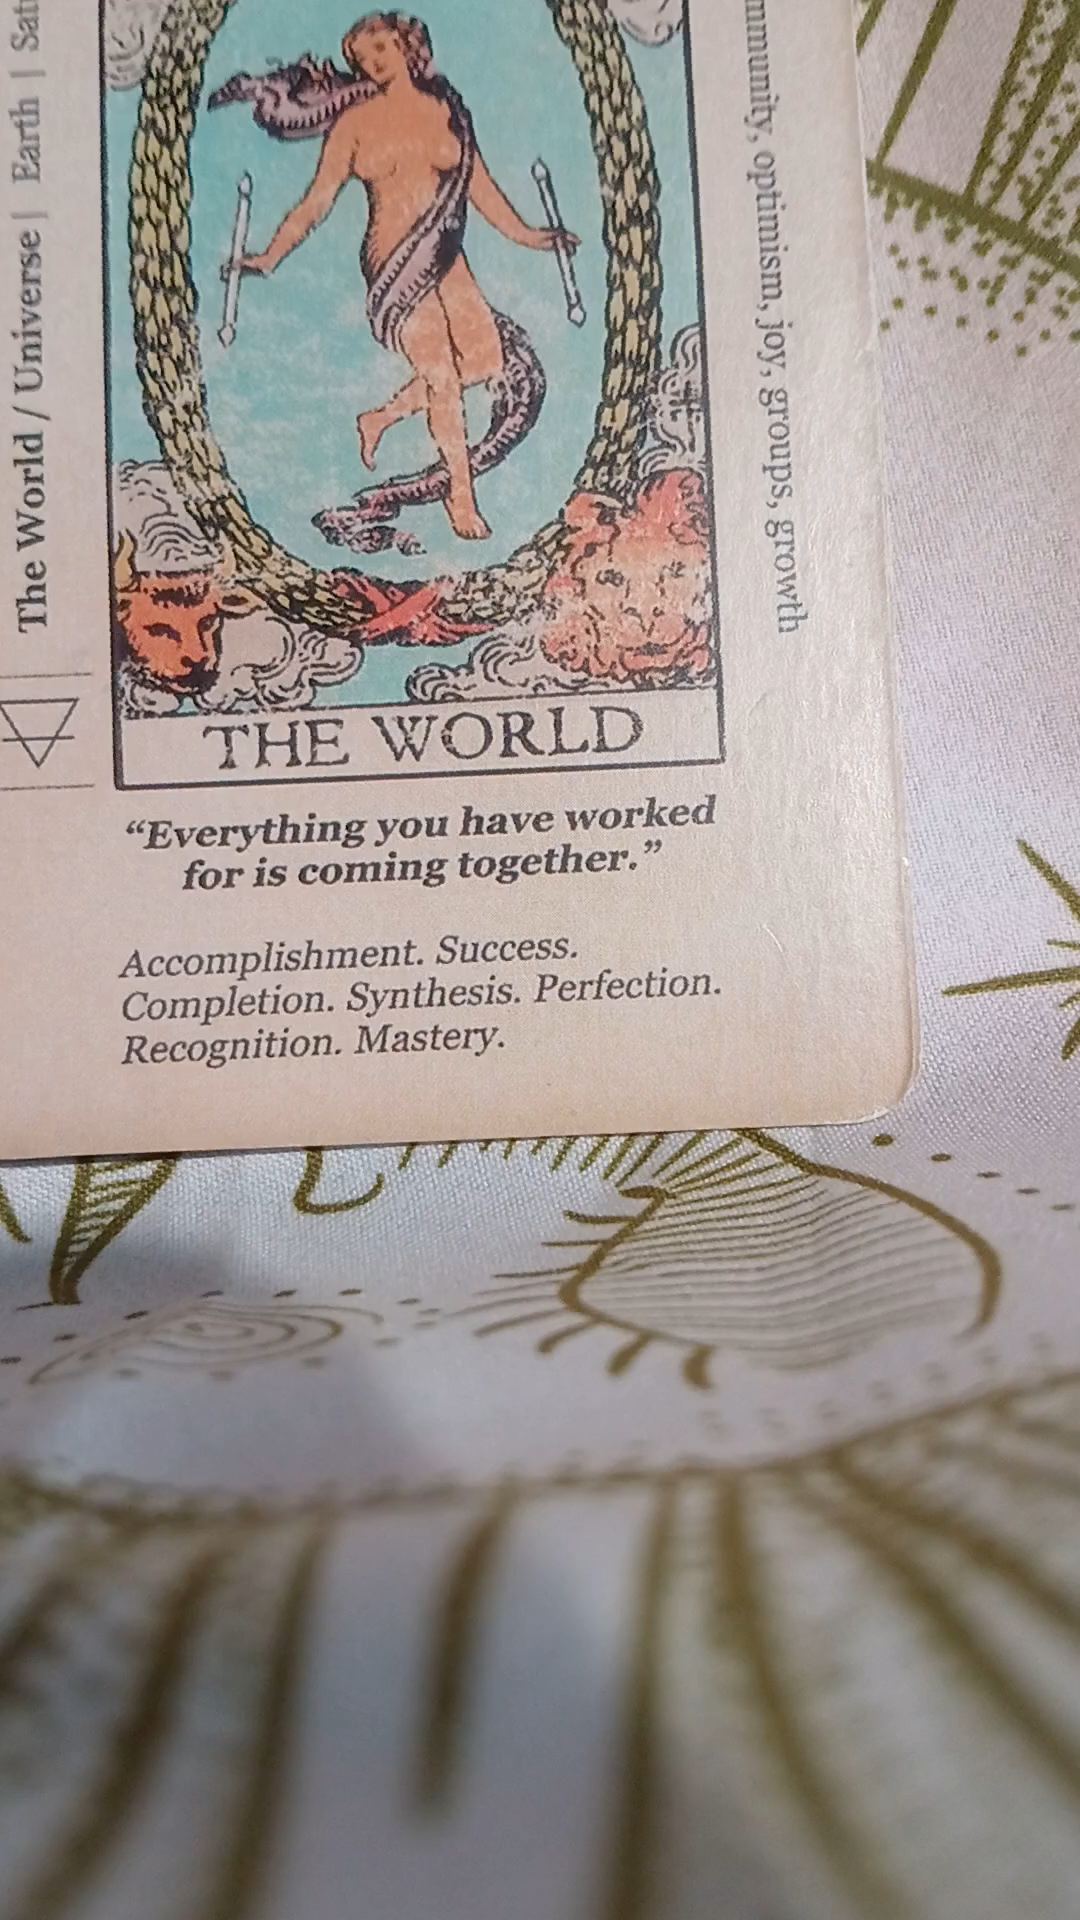 The World / Universe | Earth |
optimism, joy, groups, growth
THE WORLD
“Everything you have worked
for is coming together.”
Accomplishment. Success.
Completion. Synthesis. Perfection.
Recognition. Mastery.